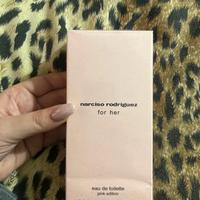 narciso rodriguez
for her
eau de toilette
pink edition